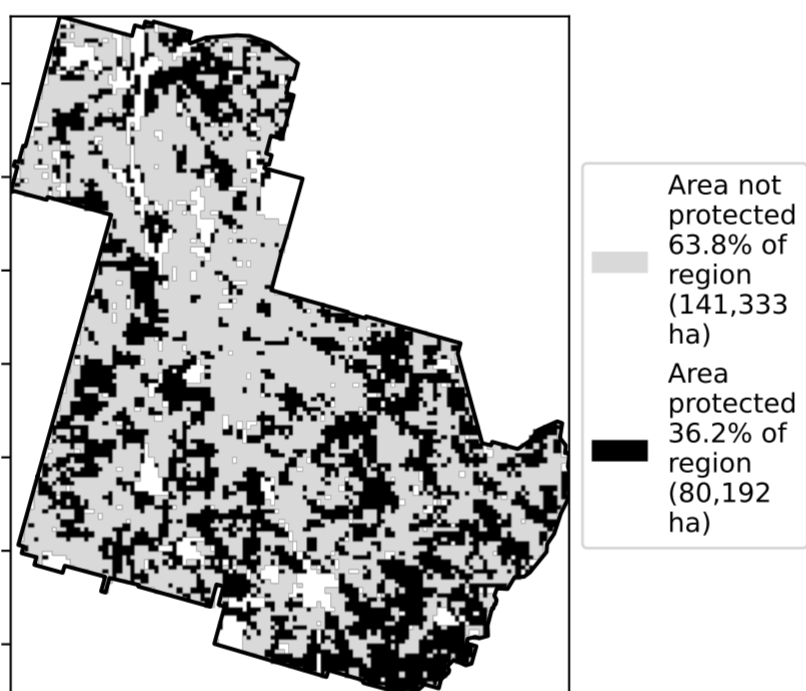 Area not
protected
63.8% of
region
(141,333
ha)
Area
protected
36.2% of
region
(80,192
ha)